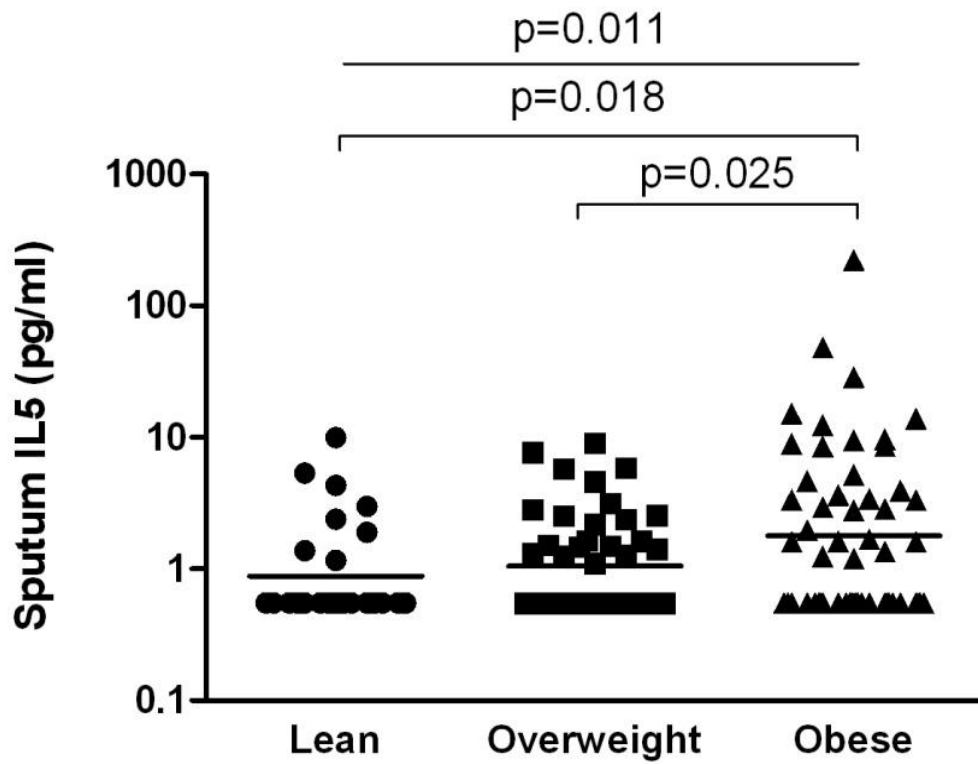 p=0.011
p=0.018
p=0.025
1000
100
10
1
0.1
Sputum IL5 (pg/ml)
Lean Overweight Obese